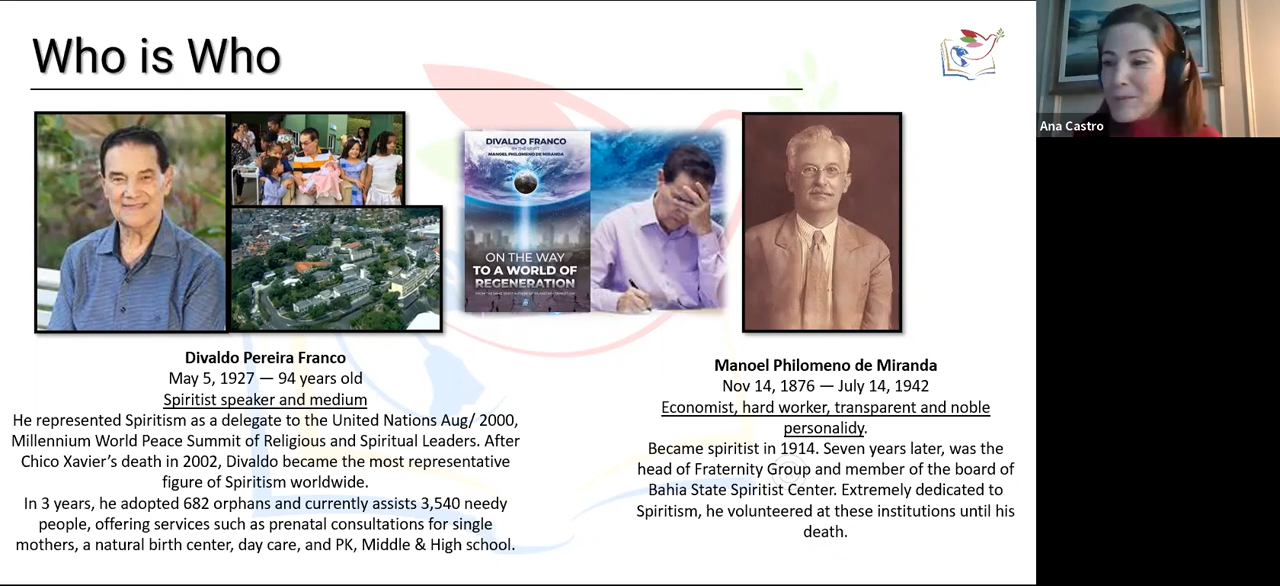 Who is Who
Ana Castro
DIVALDO FRANCO
BY THE SPIRIT
MANOEL PHILOMENO DE MIRANDA
ON THE WAY
TO A WORLD OF
REGENERATION
Divaldo Pereira Franco
May 5, 1927 — 94 years old
Spiritist speaker and medium
He represented Spiritism as a delegate to the United Nations Aug/ 2000,
Millennium World Peace Summit of Religious and Spiritual Leaders. After
Chico Xavier’s death in 2002, Divaldo became the most representative
figure of Spiritism worldwide.
In 3 years, he adopted 682 orphans and currently assists 3,540 needy
people, offering services such as prenatal consultations for single
mothers, a natural birth center, day care, and PK, Middle & High school.
Manoel Philomeno de Miranda
Nov 14, 1876 — July 14, 1942
Economist, hard worker, transparent and noble
personalidy.
Became spiritist in 1914. Seven years later, was the
head of Fraternity Group and member of the board of
Bahia State Spiritist Center. Extremely dedicated to
Spiritism, he volunteered at these institutions until his
death.